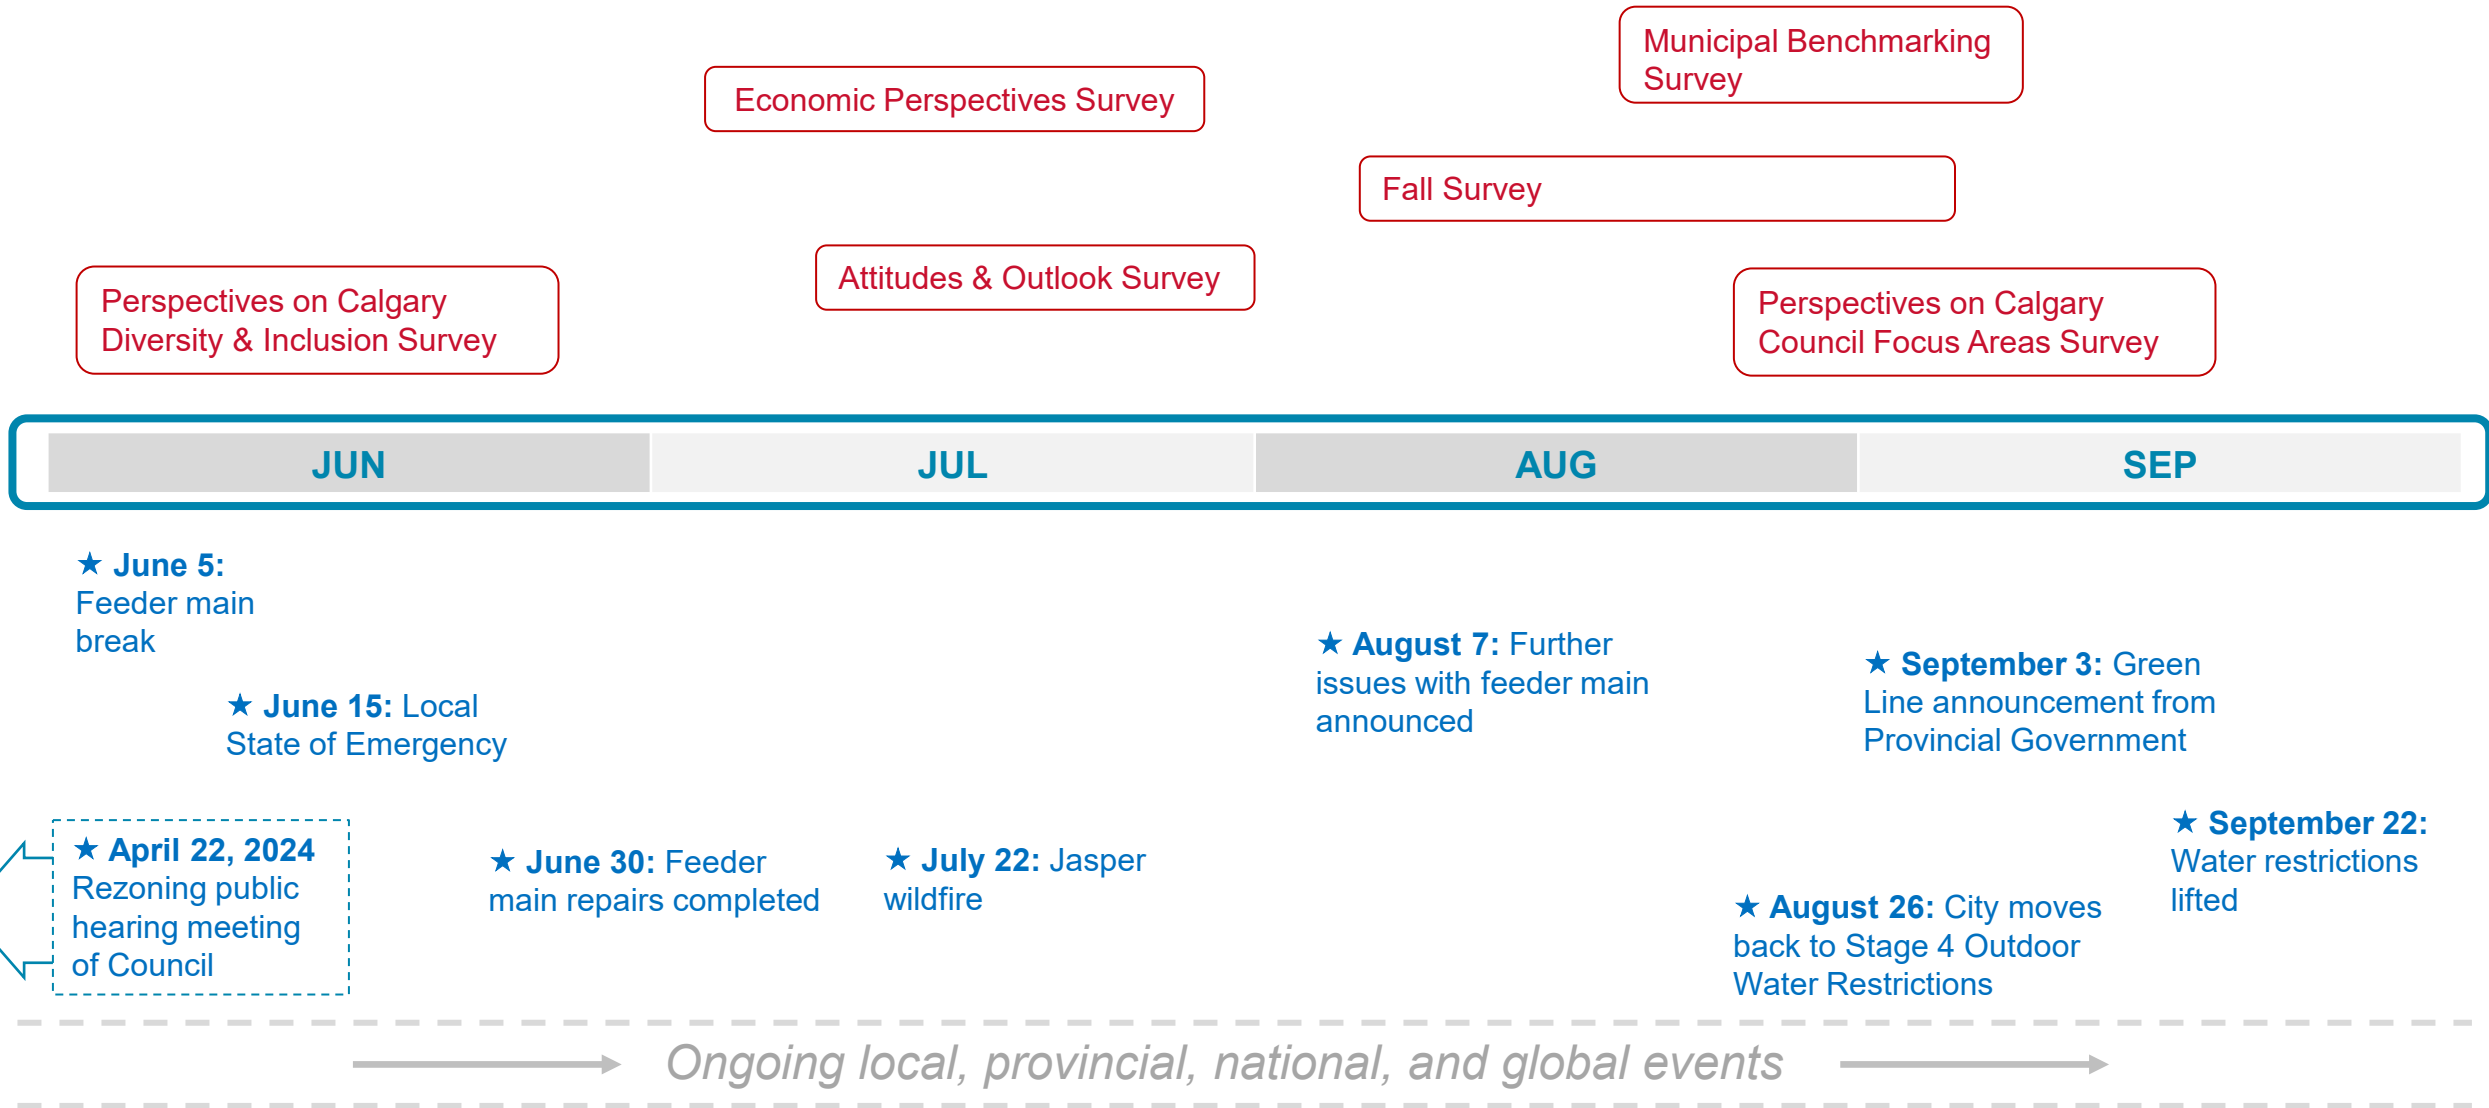 Municipal Benchmarking
Survey
Economic Perspectives Survey
Fall Survey
Attitudes & Outlook Survey
Perspectives on Calgary
Diversity & Inclusion Survey
Perspectives on Calgary
Council Focus Areas Survey
JUN
JUL
AUG
SEP
★ June 5:
Feeder main
break
★ June 15: Local
State of Emergency
★ April 22, 2024
Rezoning public
hearing meeting
of Council
★ June 30: Feeder
main repairs completed
★ July 22: Jasper
wildfire
★ August 7: Further
issues with feeder main
announced
★ August 26: City moves
back to Stage 4 Outdoor
Water Restrictions
★ September 3: Green
Line announcement from
Provincial Government
★ September 22:
Water restrictions
lifted
Ongoing local, provincial, national, and global events